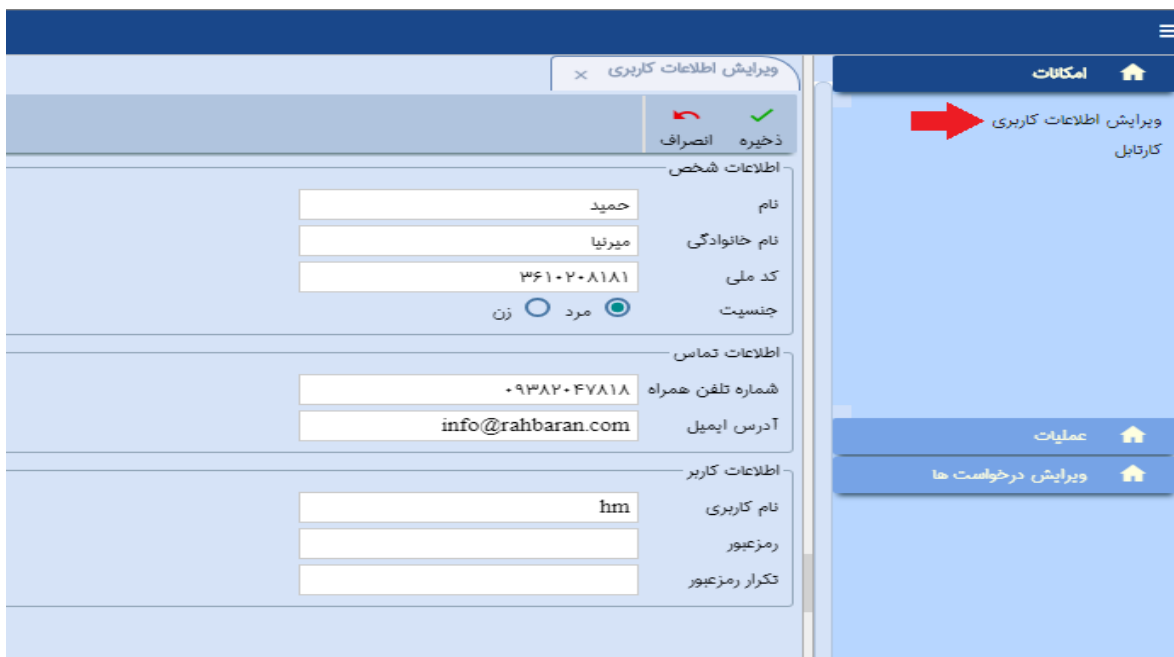 امکانات
ویرایش اطلاعات کاربری
کارتابل
عملیات
ویرایش درخواست ها
ویرایش اطلاعات کاربری ×
ذخیره انصراف
اطلاعات شخص
نام حمید
نام خانوادگی میرنیا
کد ملی ۳۶۱۰۲۰۸۱۸۱
جنسیت مرد زن
اطلاعات تماس
شماره تلفن همراه ۰۹۳۸۲۰۴۷۸۱۸
آدرس ایمیل info@rahbaran.com
اطلاعات کاربر
نام کاربری hm
رمزعبور
تکرار رمزعبور